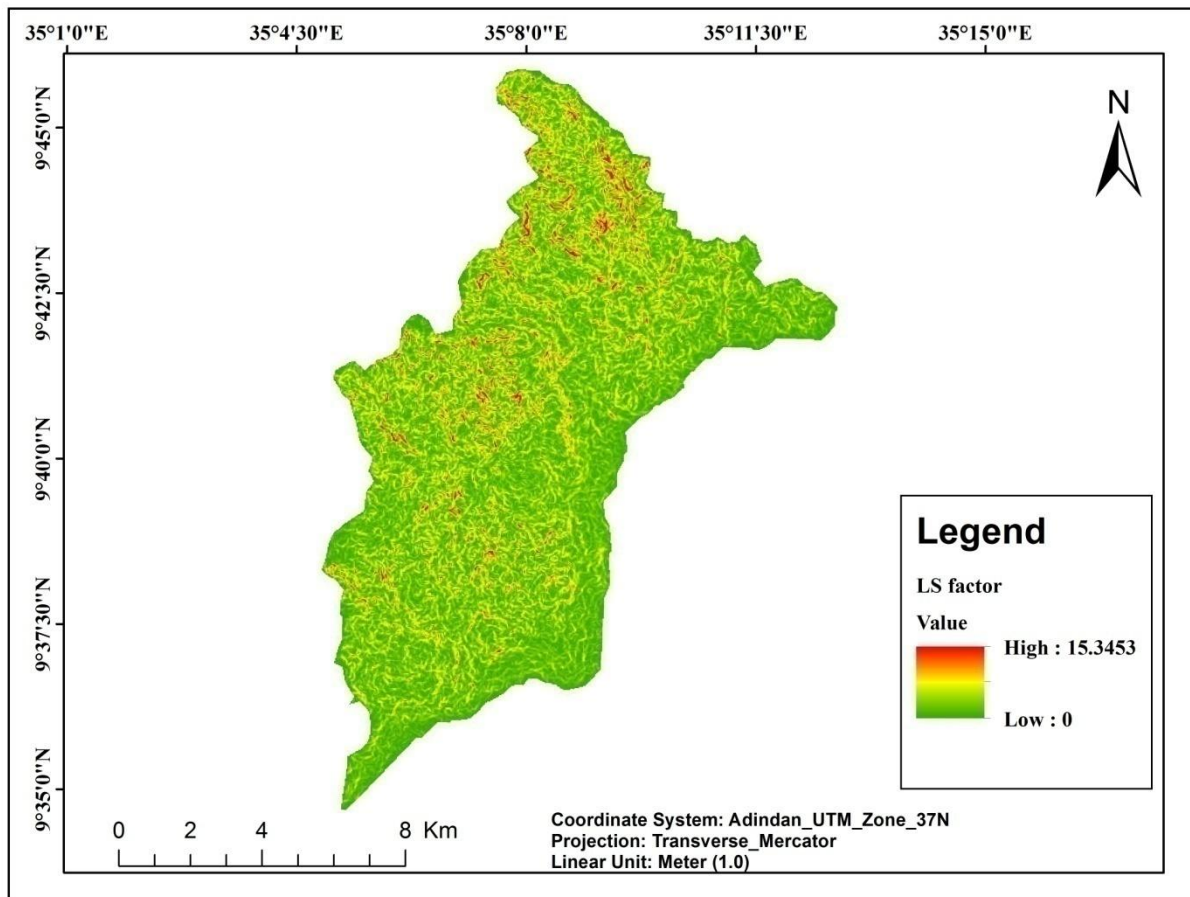 35°1'0"E 35°4'30"E 35°8'0"E 35°11'30"E 35°15'0"E
N
9°45'0"N
9°42'30"N
9°40'0"N
9°37'30"N
9°35'0"N
Legend
LS factor
Value
High : 15.3453
Low : 0
0 2 4 8 Km
Coordinate System: Adindan_UTM_Zone_37N
Projection: Transverse_Mercator
Linear Unit: Meter (1.0)